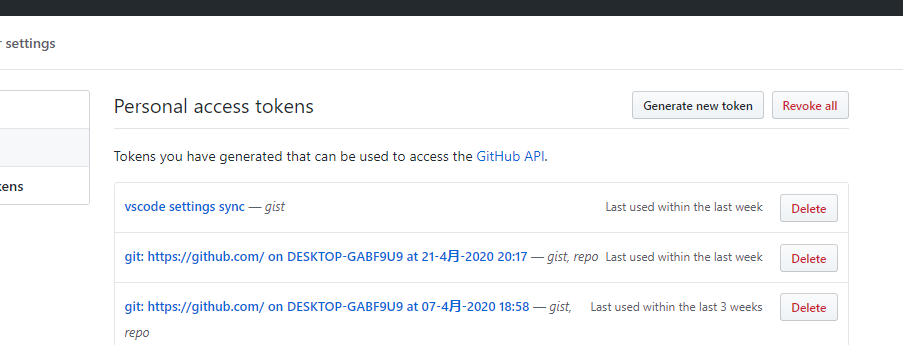 settings
Personal access tokens
Generate new token
Revoke all
Tokens you have generated that can be used to access the GitHub API.
kens
vscode settings sync — gist
Last used within the last week
Delete
git: https://github.com/ on DESKTOP-GABF9U9 at 21-4月-2020 20:17 — gist, repo
Last used within the last week
Delete
git: https://github.com/ on DESKTOP-GABF9U9 at 07-4月-2020 18:58 — gist,
repo
Last used within the last 3 weeks
Delete